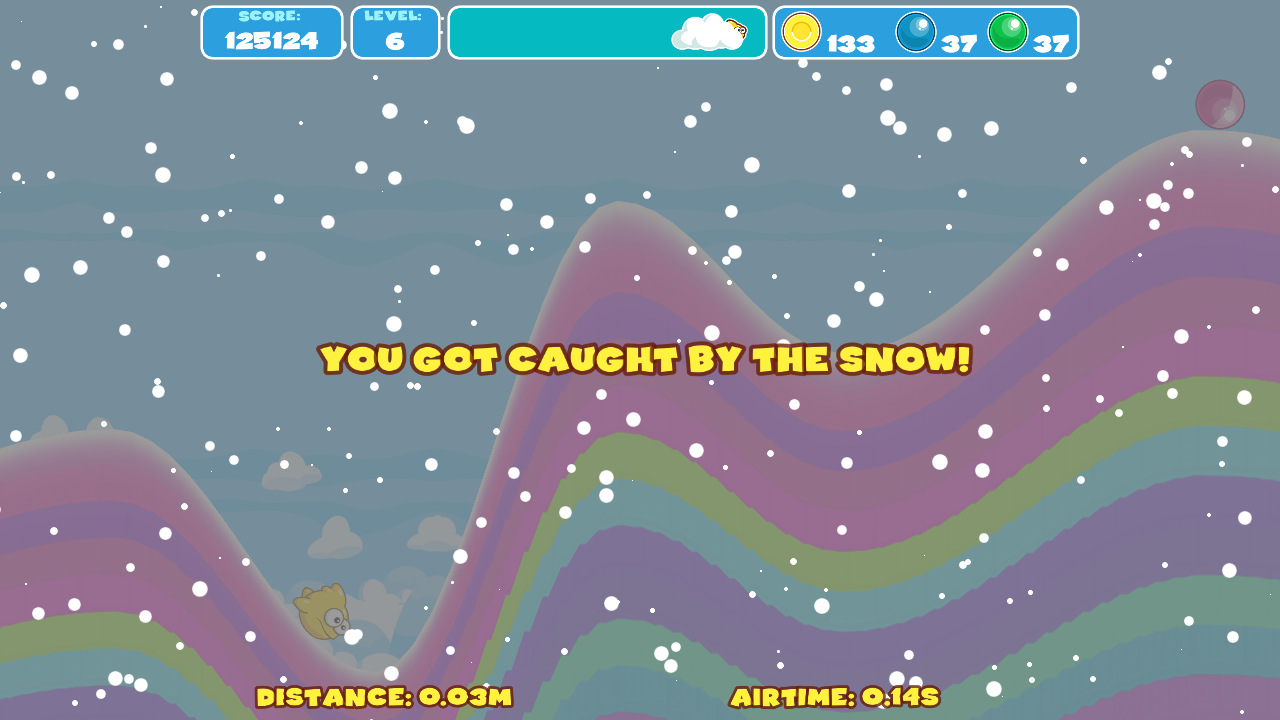 SCORE:
125124
LEVEL:
6
133
37
37
YOU GOT CAUGHT BY THE SNOW!
DISTANCE: 0.03M
AIRTIME: 0.14S